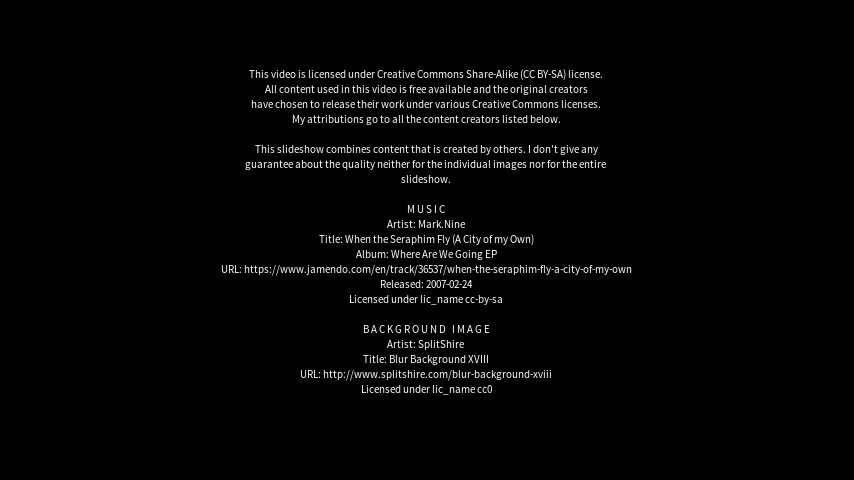 This video is licensed under Creative Commons Share-Alike (CC BY-SA) license.
All content used in this video is free available and the original creators
have chosen to release their work under various Creative Commons licenses.
My attributions go to all the content creators listed below.
This slideshow combines content that is created by others. I don't give any
guarantee about the quality neither for the individual images nor for the entire
slideshow.
MUSIC
Artist: Mark.Nine
Title: When the Seraphim Fly (A City of my Own)
Album: Where Are We Going EP
URL: https://www.jamendo.com/en/track/36537/when-the-seraphim-fly-a-city-of-my-own
Released: 2007-02-24
Licensed under lic_name cc-by-sa
BACKGROUND IMAGE
Artist: SplitShire
Title: Blur Background XVIII
URL: http://www.splitshire.com/blur-background-xviii
Licensed under lic_name cc0